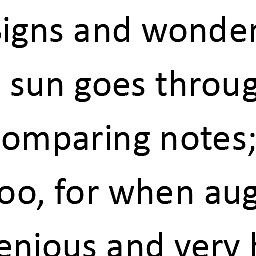 signs and wonder
sun goes throug
omparing notes;
oo, for when aug
enious and very h